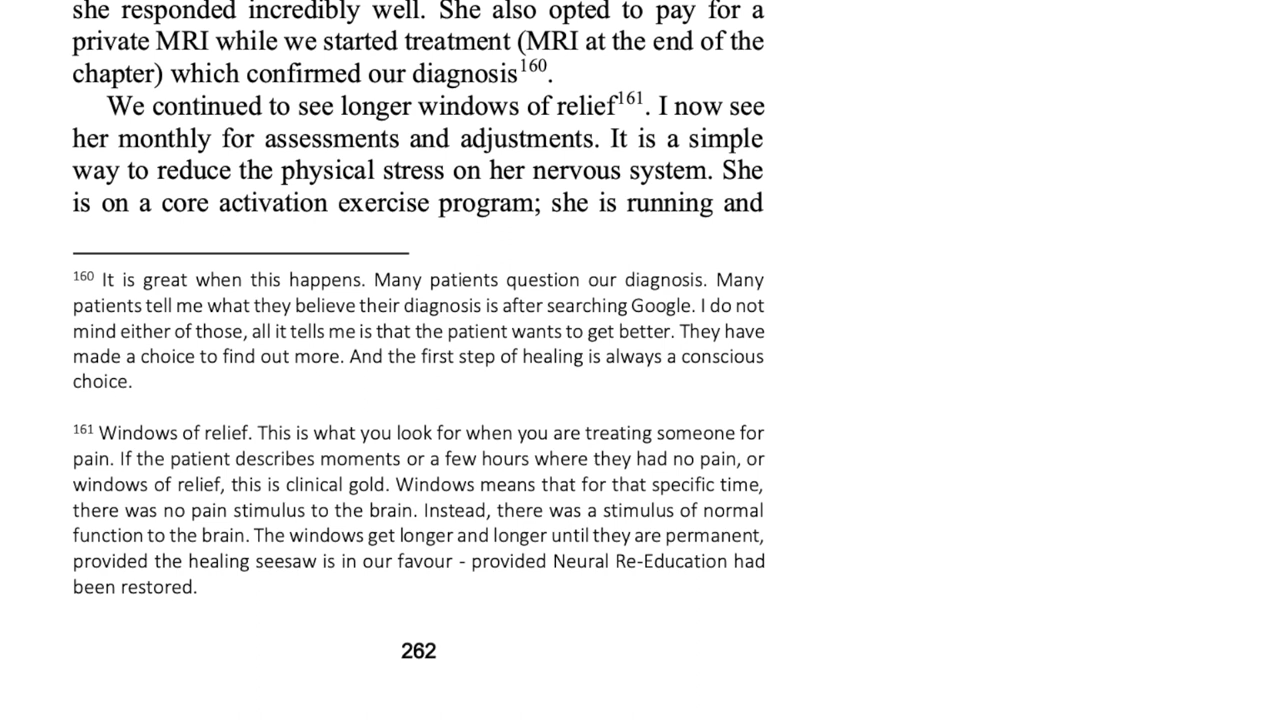 she responded incredibly well. She also opted to pay for a
private MRI while we started treatment (MRI at the end of the
chapter) which confirmed our diagnosis160.
We continued to see longer windows of relief161. I now see
her monthly for assessments and adjustments. It is a simple
way to reduce the physical stress on her nervous system. She
is on a core activation exercise program; she is running and
160 It is great when this happens. Many patients question our diagnosis. Many
patients tell me what they believe their diagnosis is after searching Google. I do not
mind either of those, all it tells me is that the patient wants to get better. They have
made a choice to find out more. And the first step of healing is always a conscious
choice.
161 Windows of relief. This is what you look for when you are treating someone for
pain. If the patient describes moments or a few hours where they had no pain, or
windows of relief, this is clinical gold. Windows means that for that specific time,
there was no pain stimulus to the brain. Instead, there was a stimulus of normal
function to the brain. The windows get longer and longer until they are permanent,
provided the healing seesaw is in our favour - provided Neural Re-Education had
been restored.
262